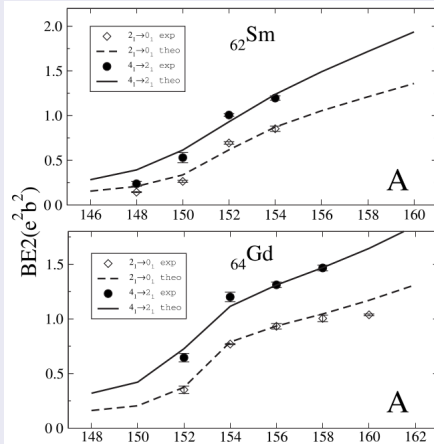 2.0
1.5
1.0
0.5
0.0
2₁→0₁ exp
2₁→0₁ theo
4₁→2₁ exp
4₁→2₁ theo
₆₂Sm
A
146 148 150 152 154 156 158 160
BE2(e²b²)
1.5
1.0
0.5
0 0
2₁→0₁ exp
2₁→0₁ theo
4₁→2₁ exp
4₁→2₁ theo
₆₄Gd
A
148 150 152 154 156 158 160 162